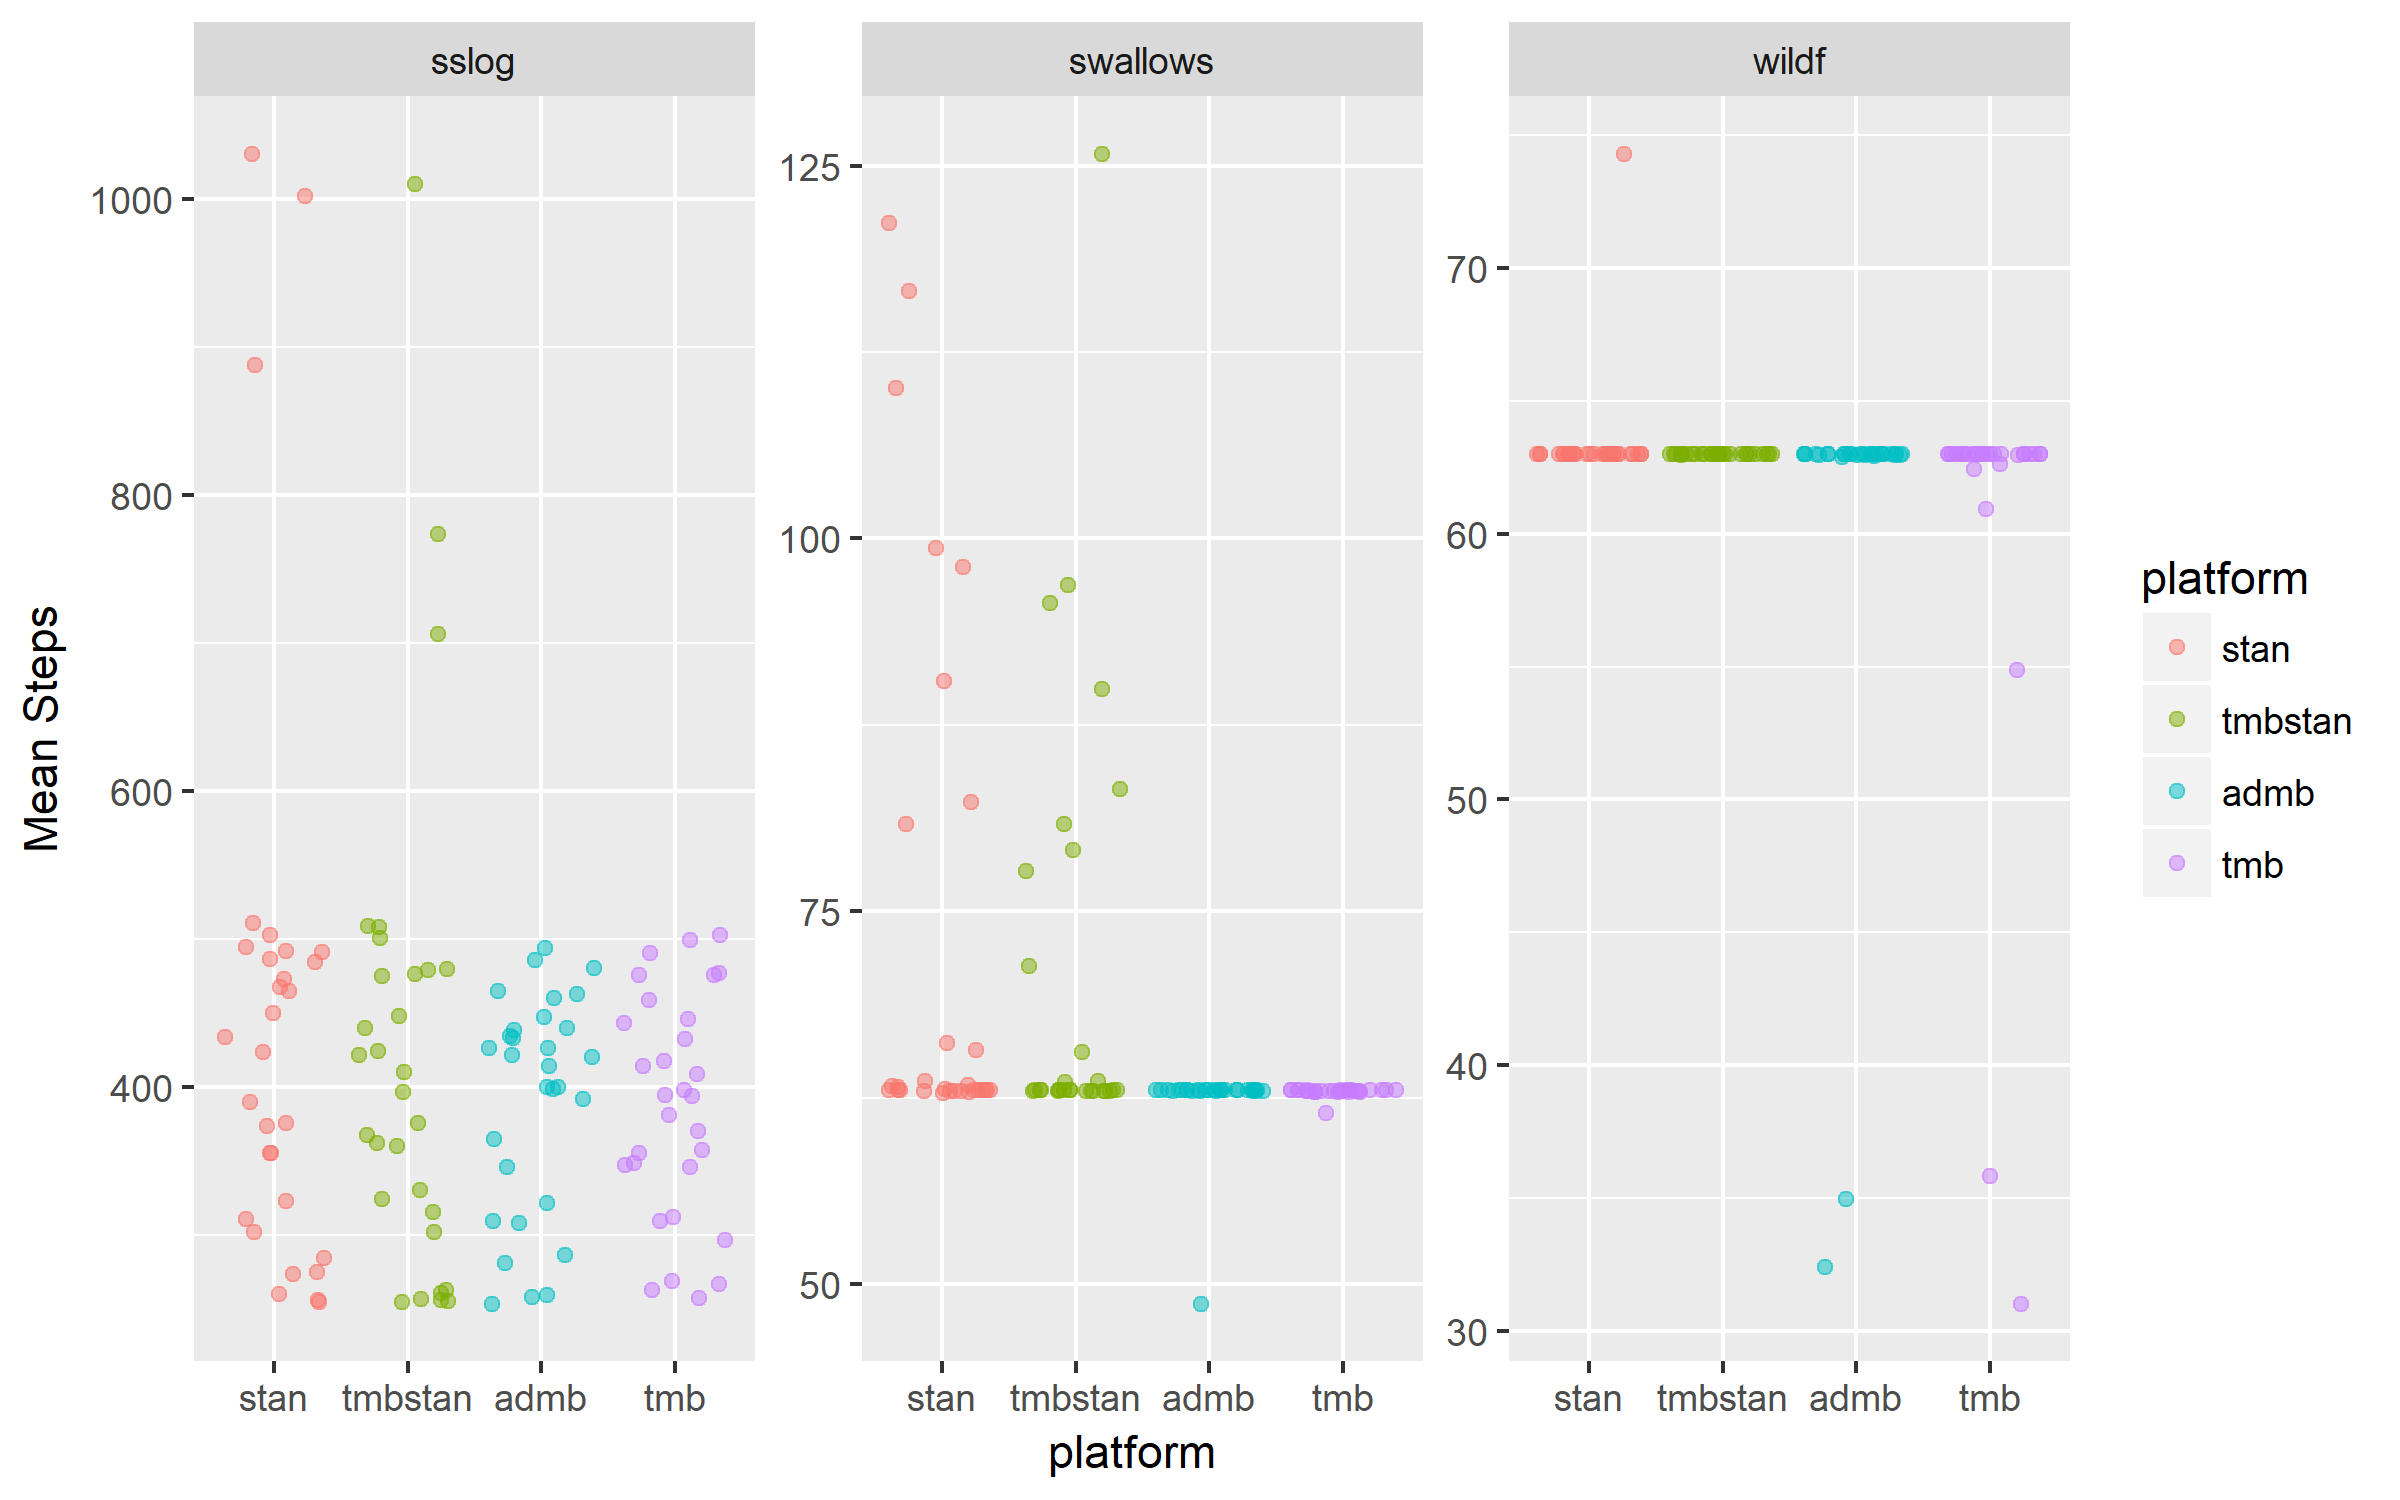 sslog
swallows
wildf
Mean Steps
1000
800
600
400
125
100
75
50
70
60
50
40
30
stan tmbstan admb tmb
stan tmbstan admb tmb
stan tmbstan admb tmb
platform
platform
stan
tmbstan
admb
tmb